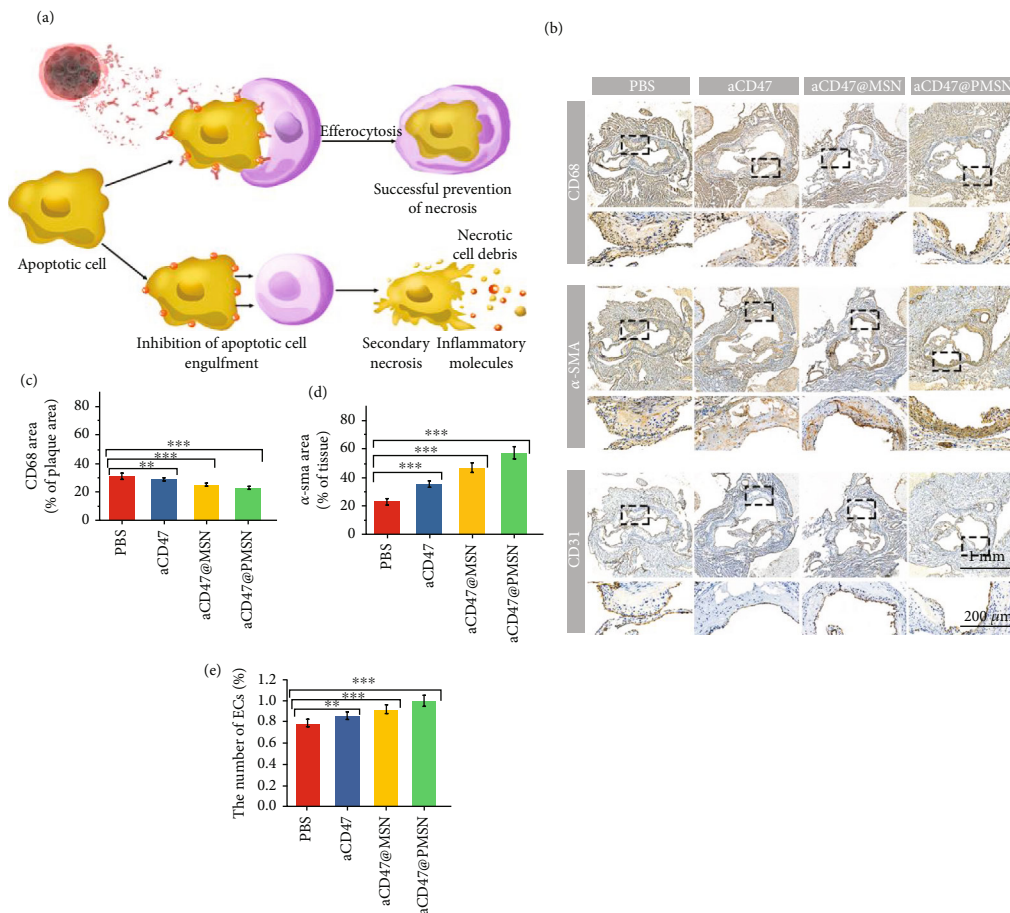 (a)
Efferocytosis
Successful prevention
of necrosis
Apoptotic cell
Necrotic
cell debris
Inhibition of apoptotic cell
engulfment
Secondary
necrosis
Inflammatory
molecules
(b)
PBS
aCD47
aCD47@MSN
aCD47@PMSN
CD68
α-SMA
CD31
1 mm
200 μm
(c)
CD68 area
(% of plaque area)
80
60
40
20
0
***
***
**
PBS
aCD47
aCD47@MSN
aCD47@PMSN
(d)
α-sma area
(% of tissue)
80
60
40
20
0
***
***
***
PBS
aCD47
aCD47@MSN
aCD47@PMSN
(e)
The number of ECs (%)
1.2
1.0
0.8
0.6
0.4
0.2
0.0
***
***
**
PBS
aCD47
aCD47@MSN
aCD47@PMSN